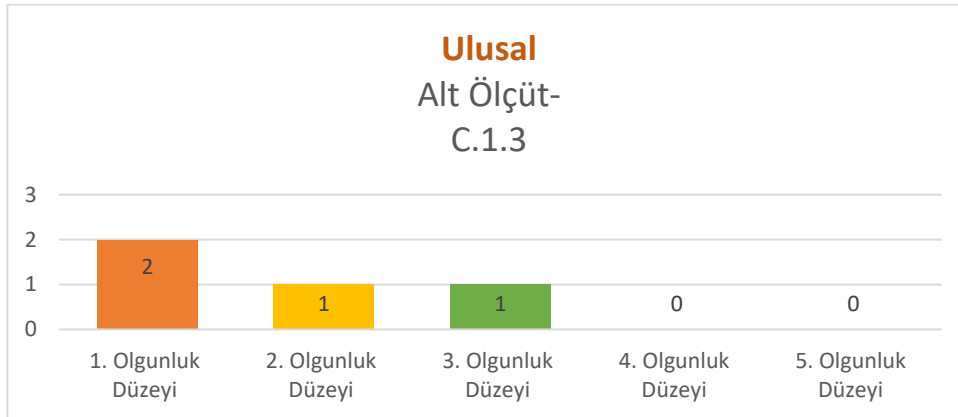 Ulusal
Alt Ölçüt-
C.1.3
3
2
1
0
2
1
1
0
0
1. Olgunluk
Düzeyi
2. Olgunluk
Düzeyi
3. Olgunluk
Düzeyi
4. Olgunluk
Düzeyi
5. Olgunluk
Düzeyi